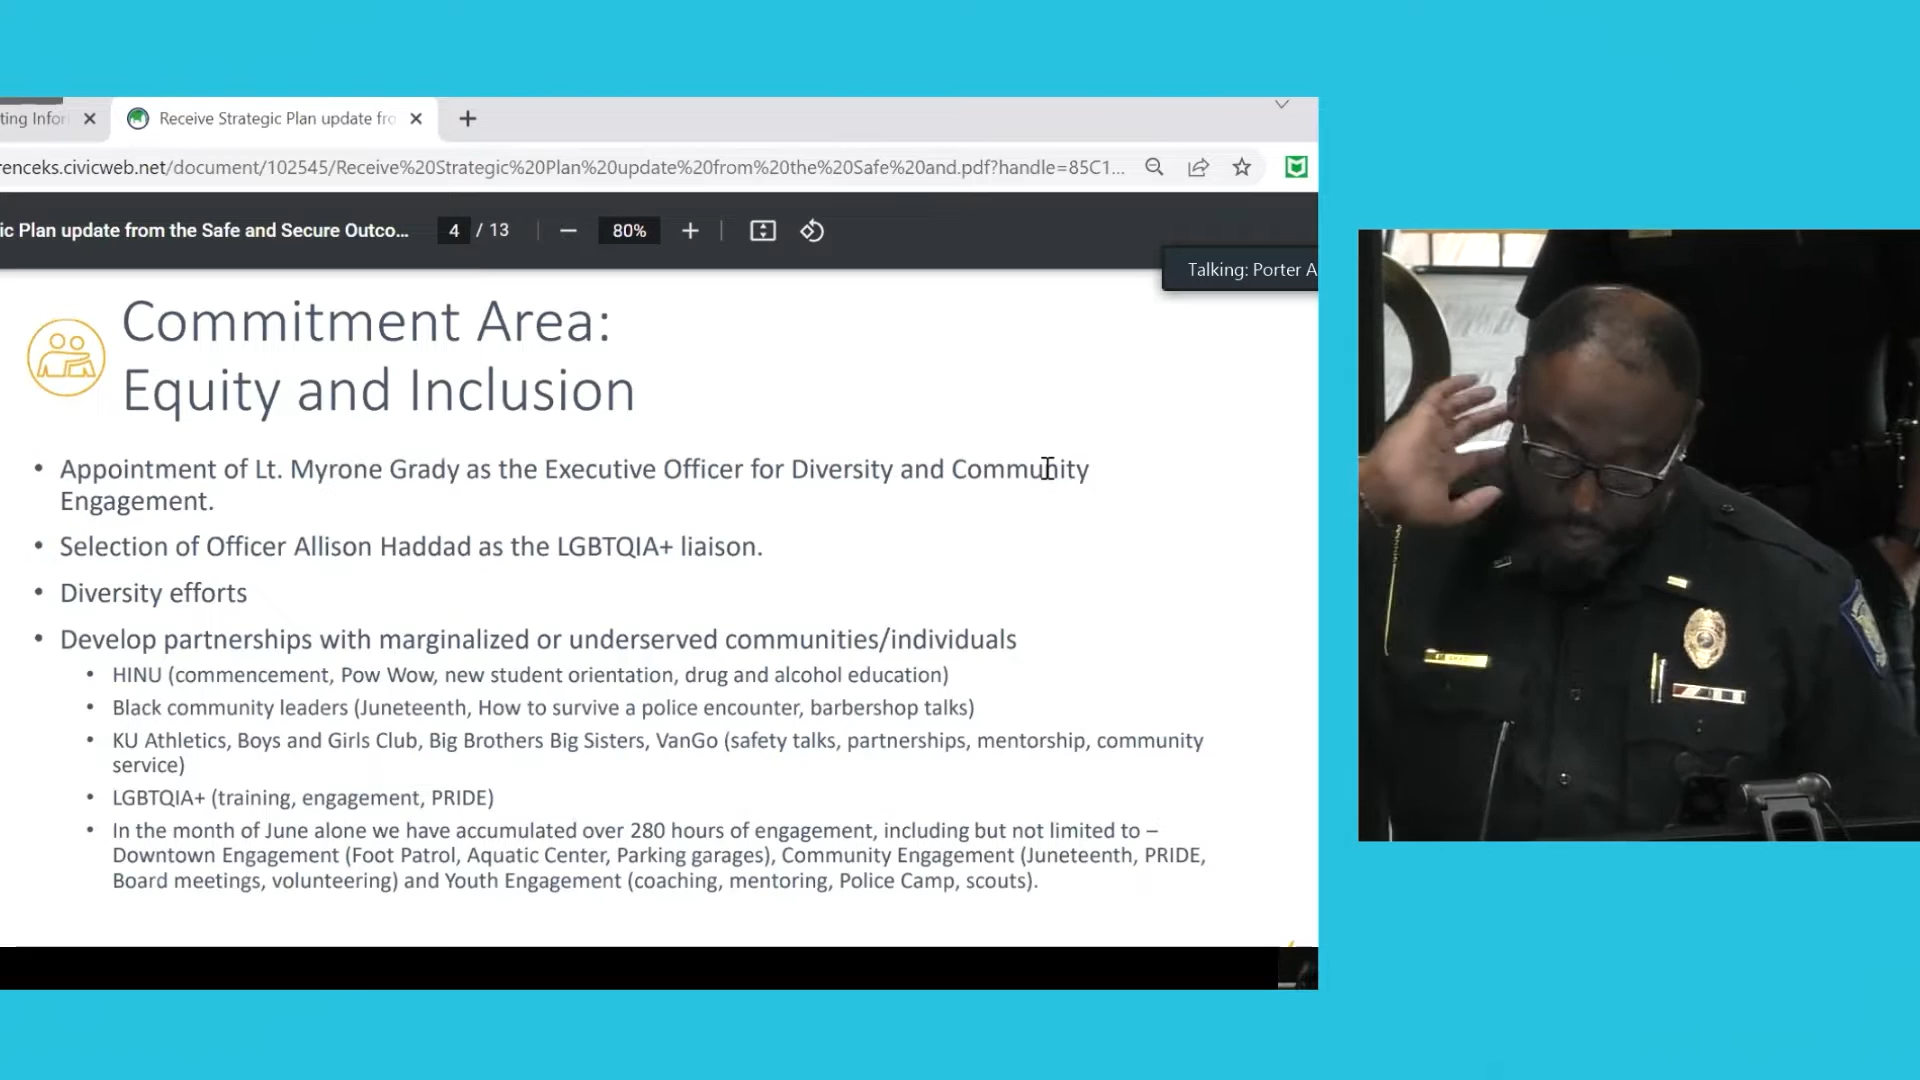 ting Infor
Receive Strategic Plan update fro
renceks.civicweb.net/document/102545/Receive%20Strategic%20Plan%20update%20from%20the%20Safe%20and.pdf?handle=85C1...
ic Plan update from the Safe and Secure Outco...
4 / 13
80%
Talking: Porter A
Commitment Area:
Equity and Inclusion
• Appointment of Lt. Myrone Grady as the Executive Officer for Diversity and Community
Engagement.
• Selection of Officer Allison Haddad as the LGBTQIA+ liaison.
• Diversity efforts
• Develop partnerships with marginalized or underserved communities/individuals
• HINU (commencement, Pow Wow, new student orientation, drug and alcohol education)
• Black community leaders (Juneteenth, How to survive a police encounter, barbershop talks)
• KU Athletics, Boys and Girls Club, Big Brothers Big Sisters, VanGo (safety talks, partnerships, mentorship, community
service)
• LGBTQIA+ (training, engagement, PRIDE)
• In the month of June alone we have accumulated over 280 hours of engagement, including but not limited to –
Downtown Engagement (Foot Patrol, Aquatic Center, Parking garages), Community Engagement (Juneteenth, PRIDE,
Board meetings, volunteering) and Youth Engagement (coaching, mentoring, Police Camp, scouts).